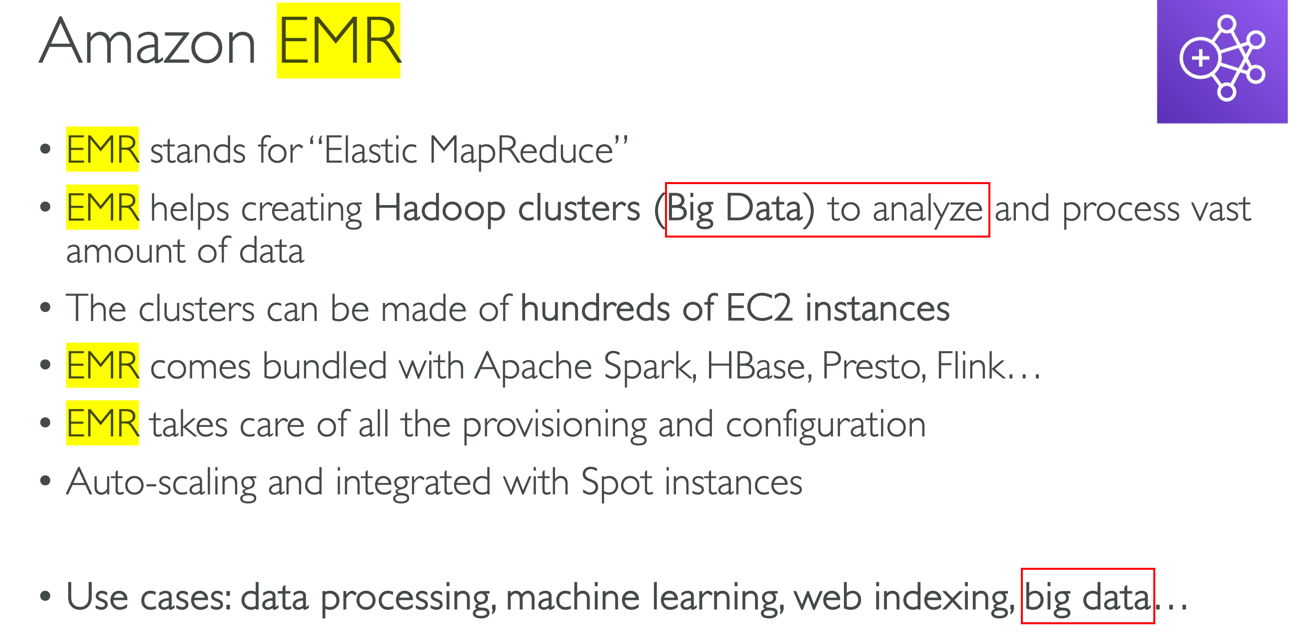 Amazon EMR
• EMR stands for “Elastic MapReduce”
• EMR helps creating Hadoop clusters (Big Data) to analyze and process vast
amount of data
• The clusters can be made of hundreds of EC2 instances
• EMR comes bundled with Apache Spark, HBase, Presto, Flink…
• EMR takes care of all the provisioning and configuration
• Auto-scaling and integrated with Spot instances
• Use cases: data processing, machine learning, web indexing, big data…